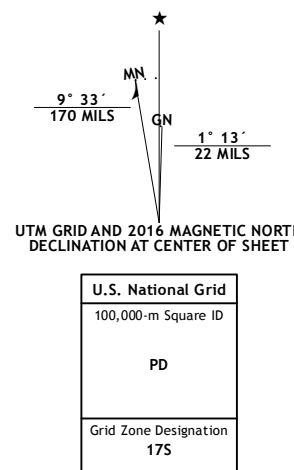 ★
MN
9° 33´
170 MILS
GN
1° 13´
22 MILS
UTM GRID AND 2016 MAGNETIC NORTH
DECLINATION AT CENTER OF SHEET
U.S. National Grid
100,000-m Square ID
PD
Grid Zone Designation
17S